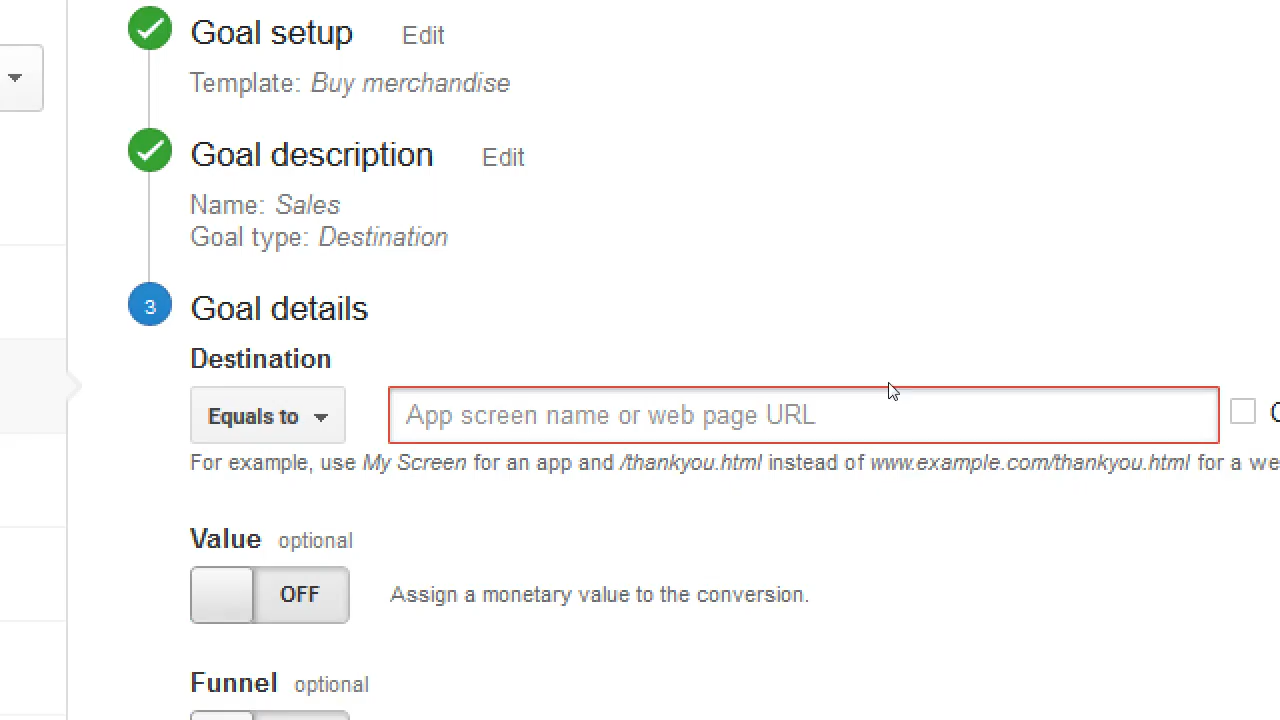 Goal setup Edit
Template: Buy merchandise
Goal description Edit
Name: Sales
Goal type: Destination
3 Goal details
Destination
Equals to App screen name or web page URL
For example, use My Screen for an app and /thankyou.html instead of www.example.com/thankyou.html for a we
Value optional
OFF Assign a monetary value to the conversion.
Funnel optional